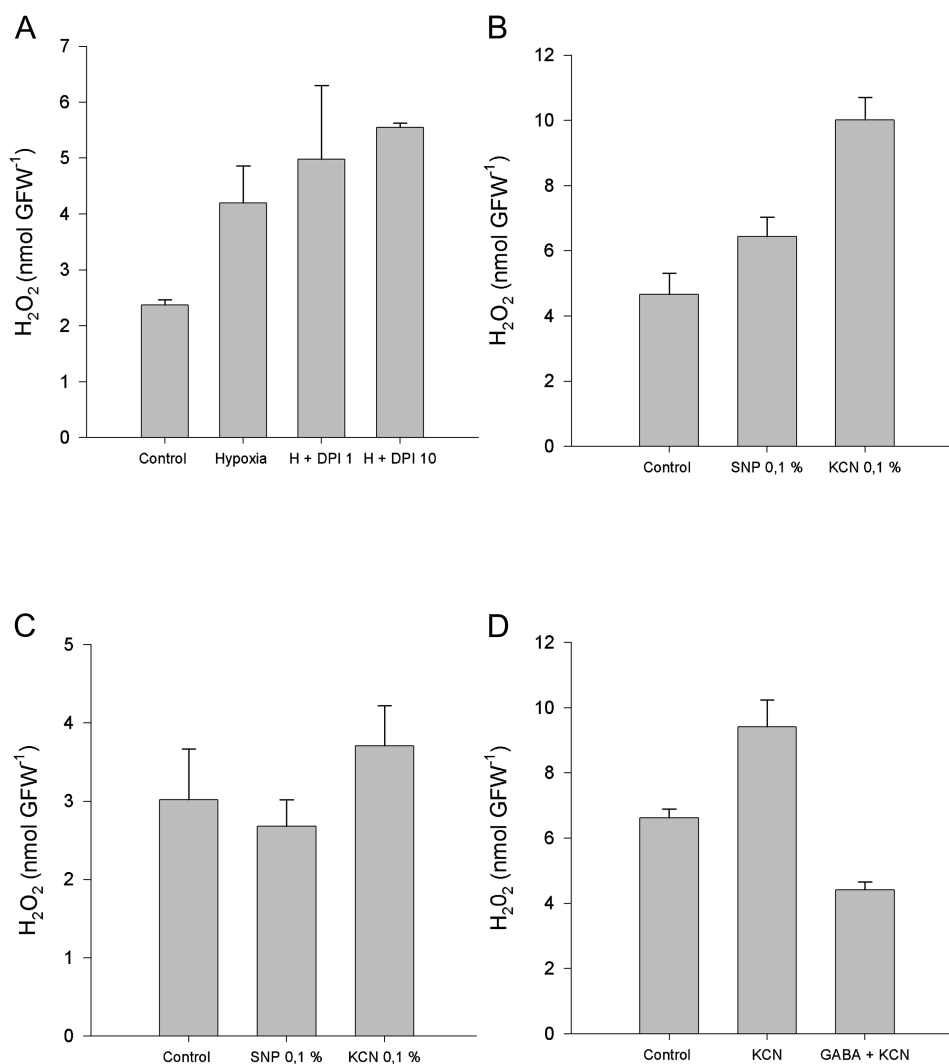 A
H₂O₂ (nmol GFW⁻¹)
7
6
5
4
3
2
1
0
Control Hypoxia H + DPI 1 H + DPI 10
B
H₂O₂ (nmol GFW⁻¹)
12
10
8
6
4
2
0
Control SNP 0,1 % KCN 0,1 %
C
H₂O₂ (nmol GFW⁻¹)
5
4
3
2
1
0
Control SNP 0,1 % KCN 0,1 %
D
H₂0₂ (nmol GFW⁻¹)
12
10
8
6
4
2
0
Control KCN GABA + KCN